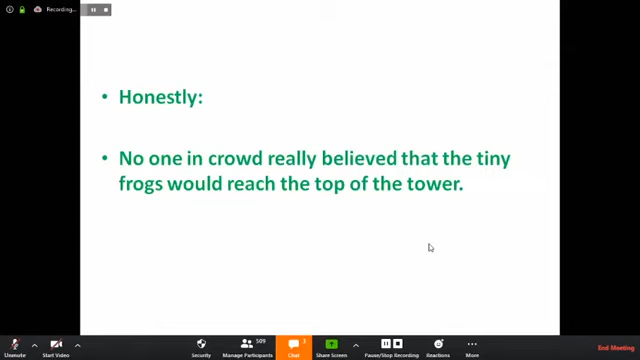 Recording...
• Honestly:
• No one in crowd really believed that the tiny
frogs would reach the top of the tower.
509
3
Unmute
Start Video
Security
Manage Participants
Chat
Share Screen
Pause/Stop Recording
Reactions
More
End Meeting